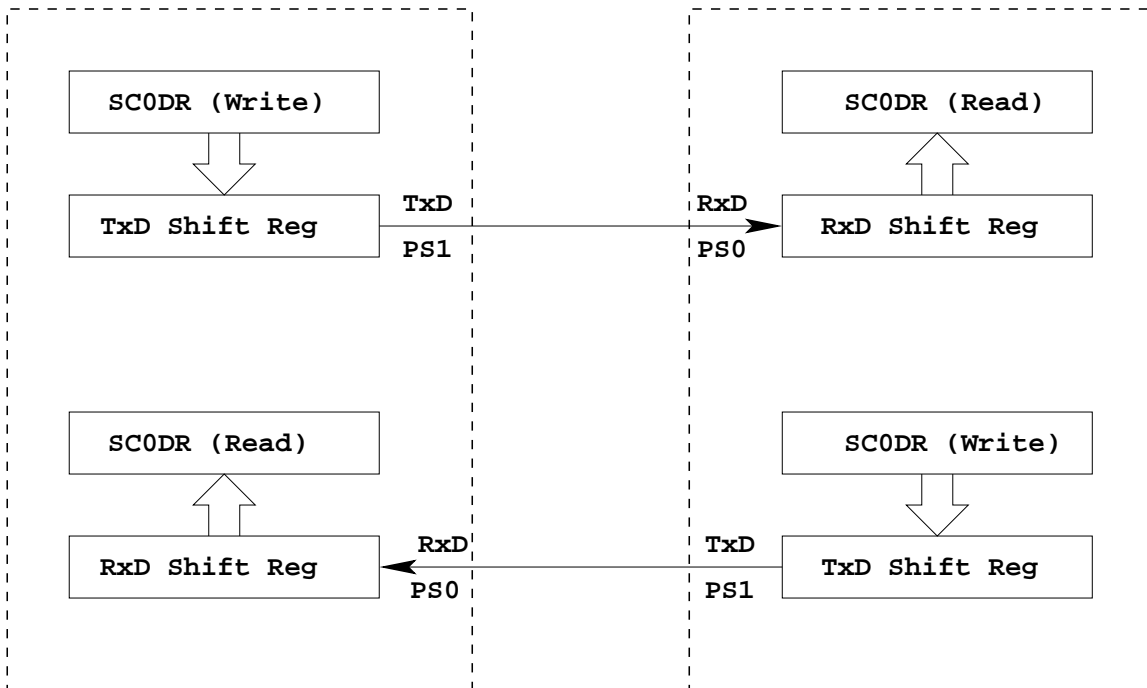 SC0DR (Write)
SC0DR (Read)
TxD Shift Reg
TxD
PS1
RxD
PS0
RxD Shift Reg
SC0DR (Read)
SC0DR (Write)
RxD Shift Reg
RxD
PS0
TxD
PS1
TxD Shift Reg